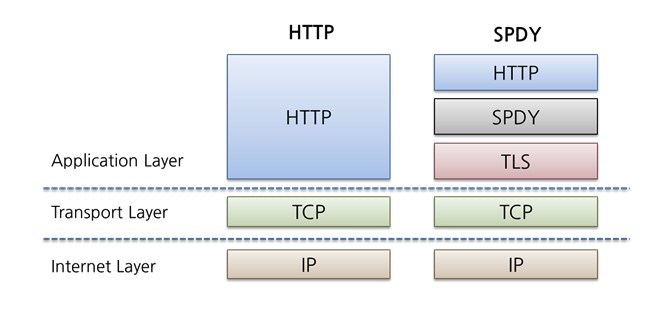 HTTP SPDY
HTTP
HTTP
SPDY
Application Layer TLS
Transport Layer TCP TCP
Internet Layer IP IP